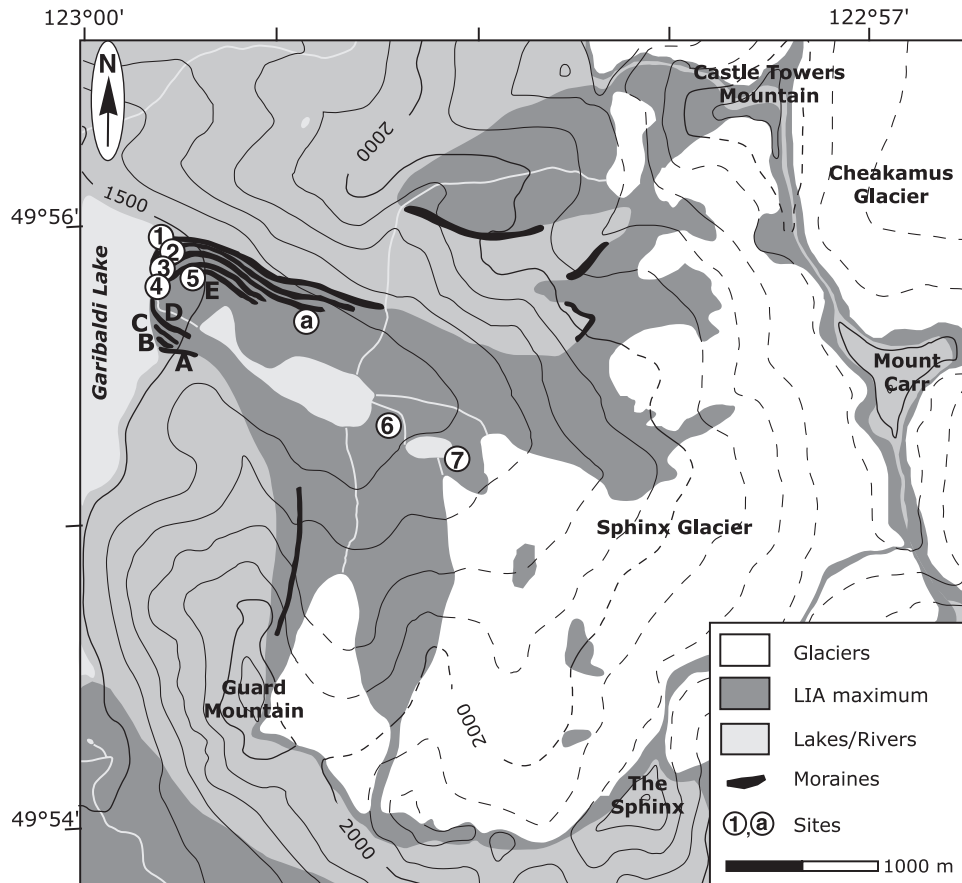 123°00'
122°57'
N
Castle Towers
Mountain
2000
Cheakamus
Glacier
1500
49°56'
1
2
3
4
5
E
a
Garibaldi Lake
D
C
B
A
Mount
Carr
6
7
Sphinx Glacier
Guard
Mountain
2000
The
Sphinx
49°54'
2000
Glaciers
LIA maximum
Lakes/Rivers
Moraines
1,a Sites
1000 m